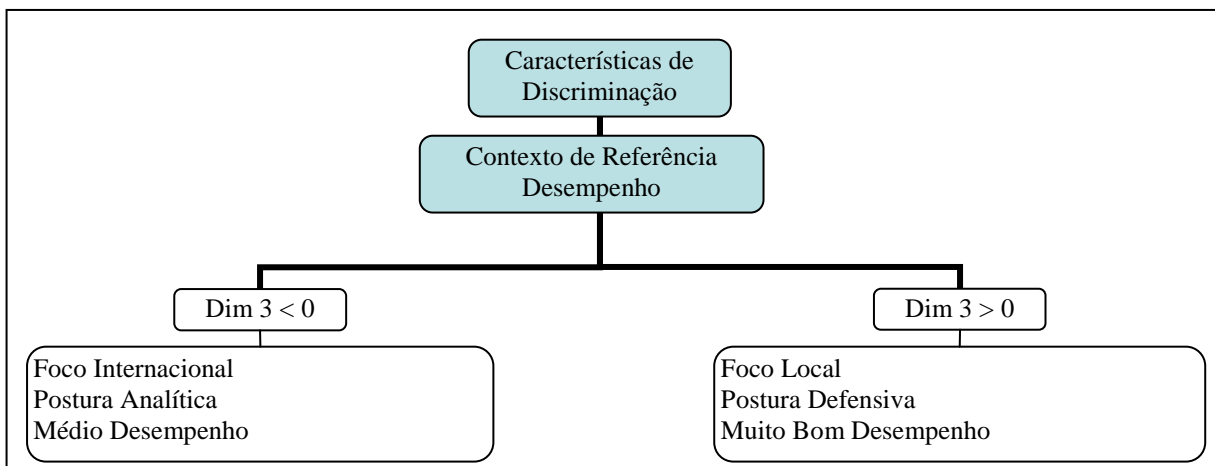 Características de
Discriminação
Contexto de Referência
Desempenho
Dim 3 < 0
Dim 3 > 0
Foco Internacional
Postura Analítica
Médio Desempenho
Foco Local
Postura Defensiva
Muito Bom Desempenho